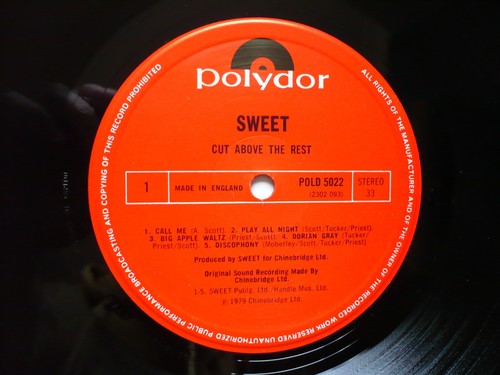 polydor
SWEET
CUT ABOVE THE REST
1
MADE IN ENGLAND
POLD 5022
(2302 093)
STEREO
33
1. CALL ME (A. Scott). 2. PLAY ALL NIGHT (Scott/Tucker/Priest).
3. BIG APPLE WALTZ (Priest/Scott). 4. DORIAN GRAY (Tucker/
Priest/Scott). 5. DISCOPHONY (Moberley/Scott/Tucker/Priest).
Produced by SWEET for Chinebridge Ltd.
Original Sound Recording Made By
Chinebridge Ltd.
1-5. SWEET Publg. Ltd./Handle Mus. Ltd.
℗ 1979 Chinebridge Ltd.
ALL RIGHTS OF THE MANUFACTURER AND OF THE OWNER OF THE RECORDED WORK RESERVED UNAUTHORIZED PUBLIC PERFORMANCE BROADCASTING AND COPYING OF THIS RECORD PROHIBITED